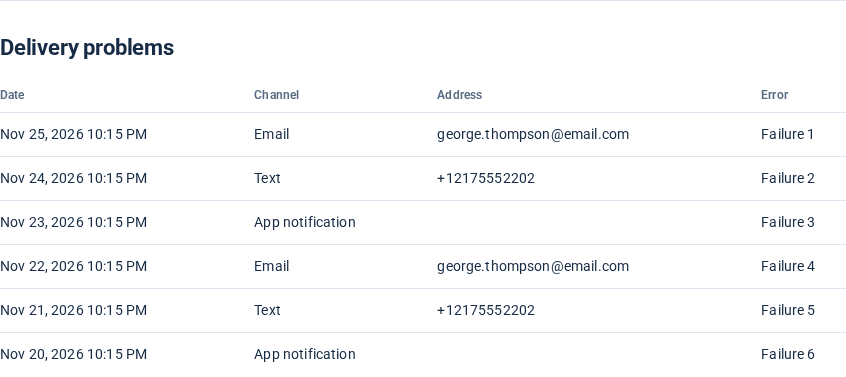 Delivery problems
Date Channel Address Error
Nov 25, 2026 10:15 PM Email george.thompson@email.com Failure 1
Nov 24, 2026 10:15 PM Text +12175552202 Failure 2
Nov 23, 2026 10:15 PM App notification Failure 3
Nov 22, 2026 10:15 PM Email george.thompson@email.com Failure 4
Nov 21, 2026 10:15 PM Text +12175552202 Failure 5
Nov 20, 2026 10:15 PM App notification Failure 6